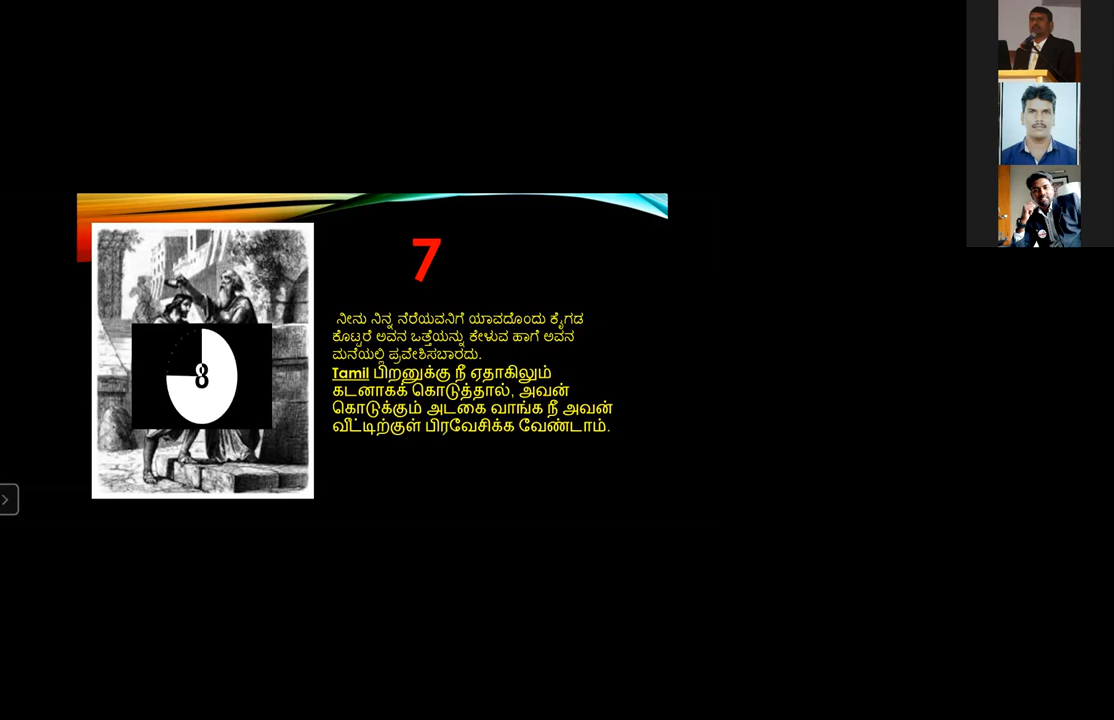 7
ನೀನು ನಿನ್ನ ನೆರೆಯವನಿಗೆ ಯಾವದೊಂದು ಕೈಗಡ
ಕೊಟ್ಟರೆ ಅವನ ಒತ್ತೆಯನ್ನು ಕೇಳುವ ಹಾಗೆ ಅವನ
ಮನೆಯಲ್ಲಿ ಪ್ರವೇಶಿಸಬಾರದು.
Tamil பிறனுக்கு நீ ஏதாகிலும்
கடனாகக் கொடுத்தால், அவன்
கொடுக்கும் அடகை வாங்க நீ அவன்
வீட்டிற்குள் பிரவேசிக்க வேண்டாம்.
8